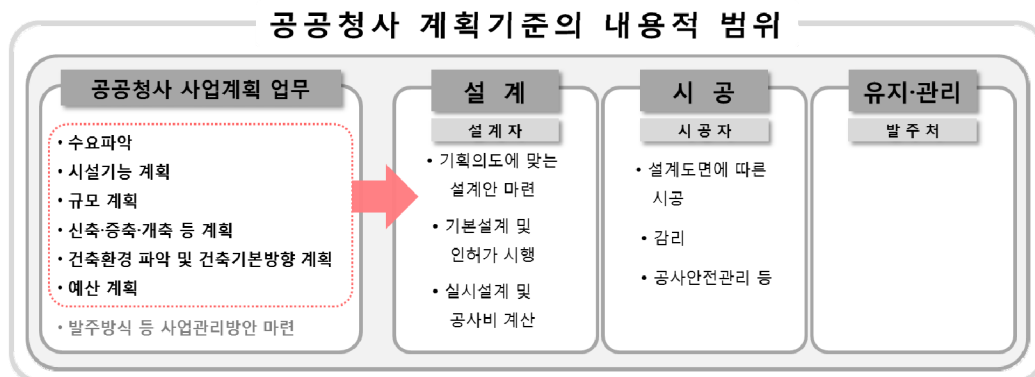 공공청사 계획기준의 내용적 범위
공공청사 사업계획 업무
• 수요파악
• 시설기능 계획
• 규모 계획
• 신축·증축·개축 등 계획
• 건축환경 파악 및 건축기본방향 계획
• 예산 계획
• 발주방식 등 사업관리방안 마련
설 계
설 계 자
• 기획의도에 맞는
설계안 마련
• 기본설계 및
인허가 시행
• 실시설계 및
공사비 계산
시 공
시 공 자
• 설계도면에 따른
시공
• 감리
• 공사안전관리 등
유지·관리
발 주 처